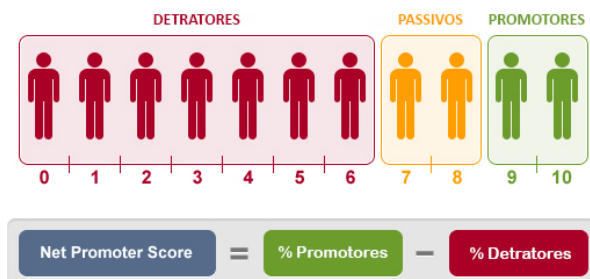 DETRATORES PASSIVOS PROMOTORES
0 1 2 3 4 5 6 7 8 9 10
Net Promoter Score = % Promotores − % Detratores